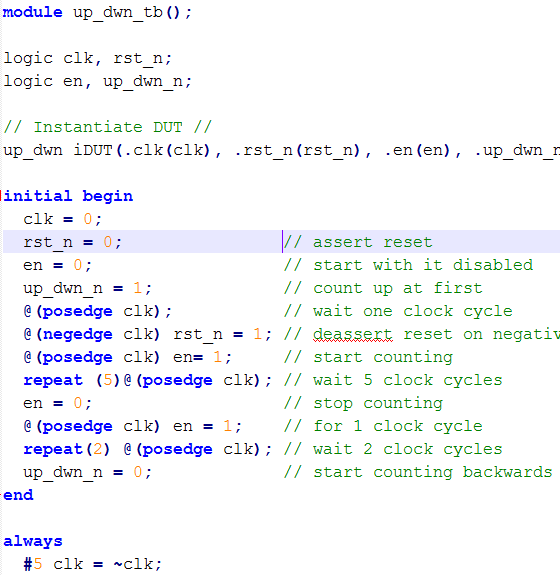 module up_dwn_tb();
logic clk, rst_n;
logic en, up_dwn_n;
// Instantiate DUT //
up_dwn iDUT(.clk(clk), .rst_n(rst_n), .en(en), .up_dwn_n
initial begin
clk = 0;
rst_n = 0; // assert reset
en = 0; // start with it disabled
up_dwn_n = 1; // count up at first
@(posedge clk); // wait one clock cycle
@(negedge clk) rst_n = 1; // deassert reset on negativ
@(posedge clk) en= 1; // start counting
repeat (5)@(posedge clk); // wait 5 clock cycles
en = 0; // stop counting
@(posedge clk) en = 1; // for 1 clock cycle
repeat(2) @(posedge clk); // wait 2 clock cycles
up_dwn_n = 0; // start counting backwards
end
always
#5 clk = ~clk;